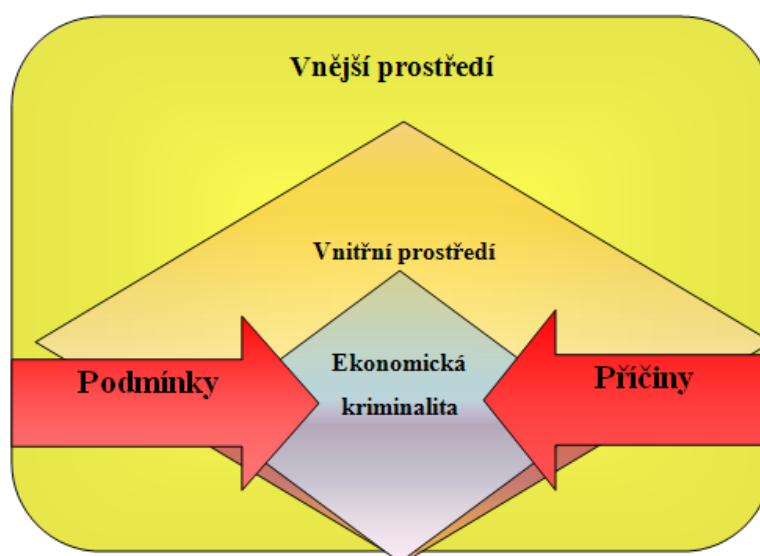 Vnější prostředí
Vnitřní prostředí
Ekonomická
kriminalita
Podmínky
Příčiny